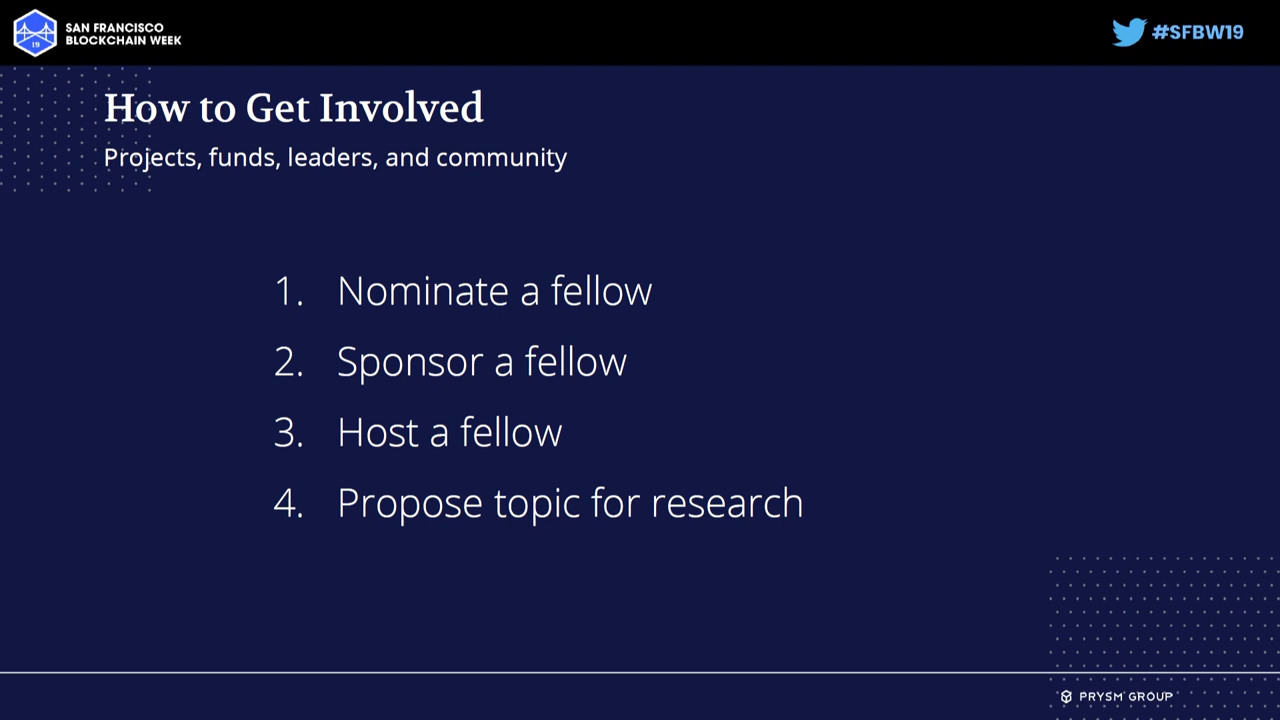 SAN FRANCISCO
BLOCKCHAIN WEEK
19
#SFBW19
How to Get Involved
Projects, funds, leaders, and community
1. Nominate a fellow
2. Sponsor a fellow
3. Host a fellow
4. Propose topic for research
PRYSM GROUP